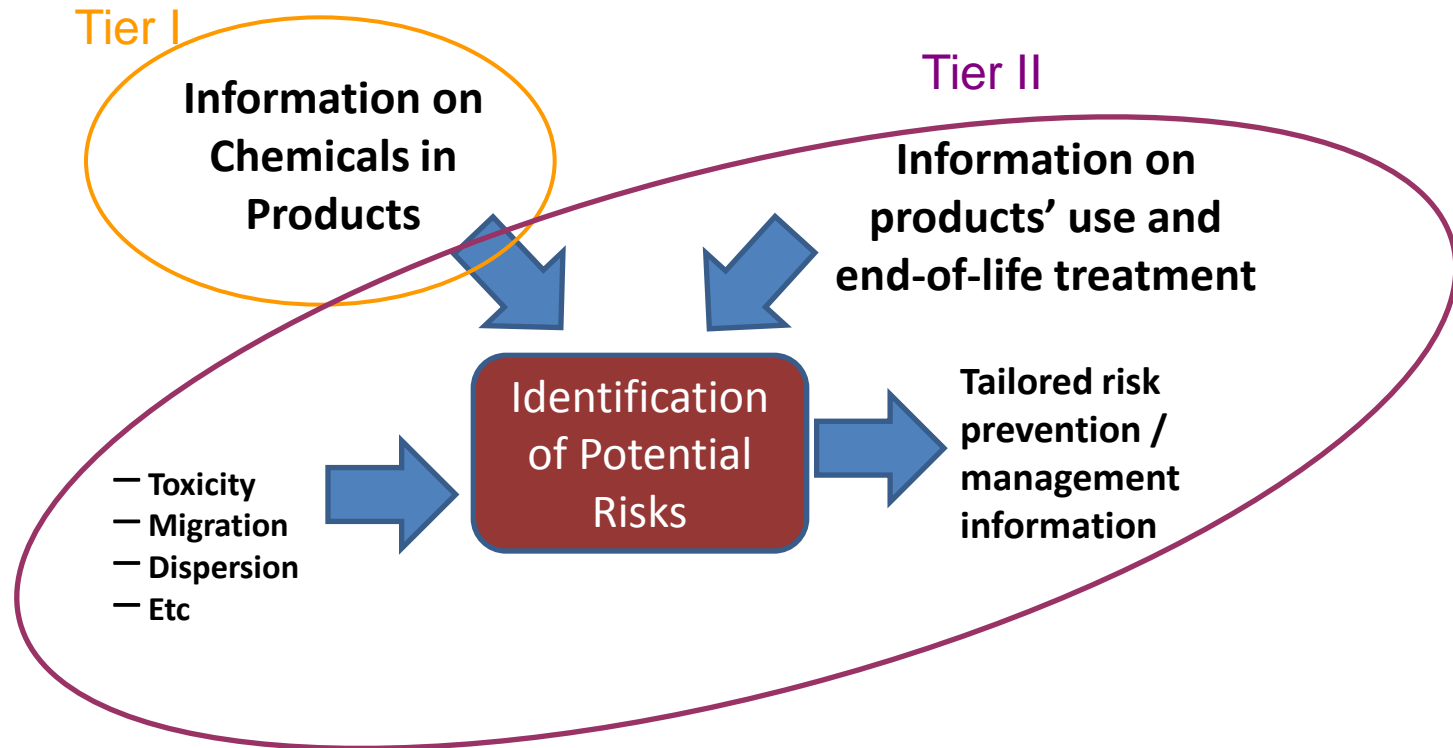 Tier I
Information on
Chemicals in
Products
Tier II
Information on
products’ use and
end-of-life treatment
Identification
of Potential
Risks
– Toxicity
– Migration
– Dispersion
– Etc
Tailored risk
prevention /
management
information